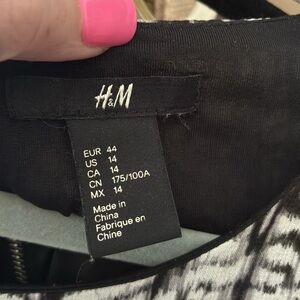 H&M
EUR 44
US 14
CA 14
CN 175/100A
MX 14
Made in
China
Fabriqué en
Chine